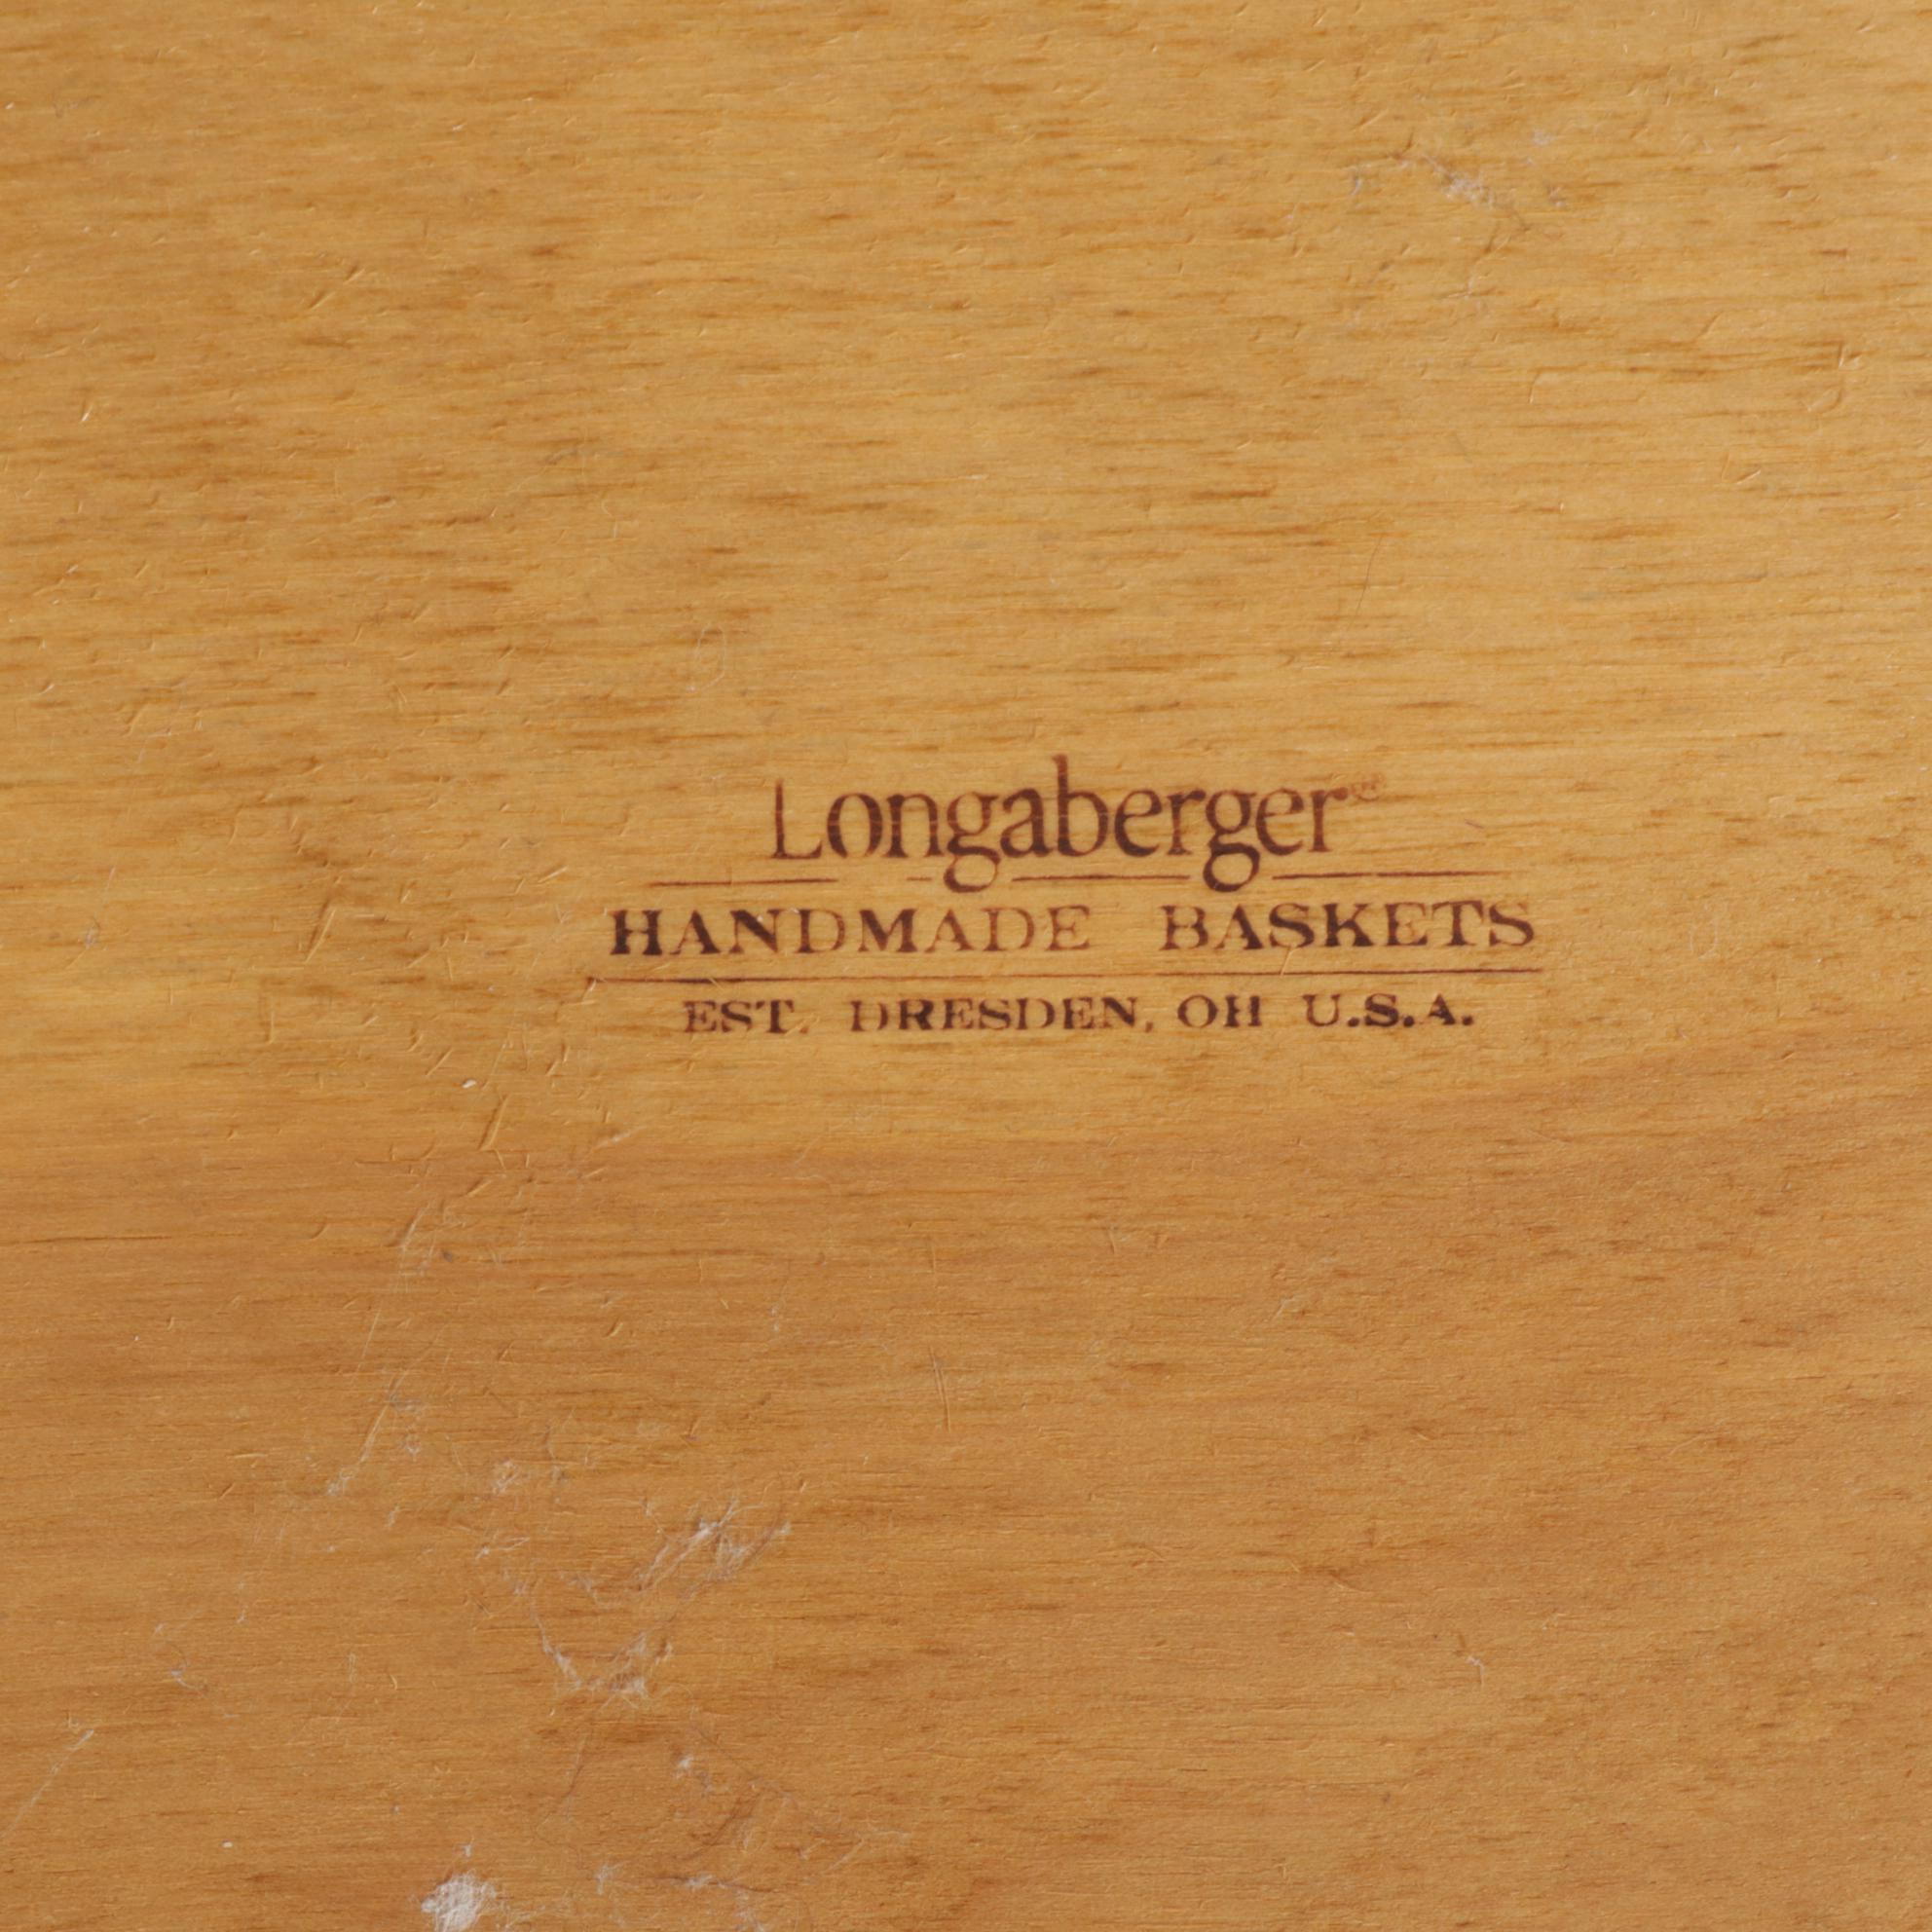 Longaberger
HANDMADE BASKETS
EST. DRESDEN, OH U.S.A.